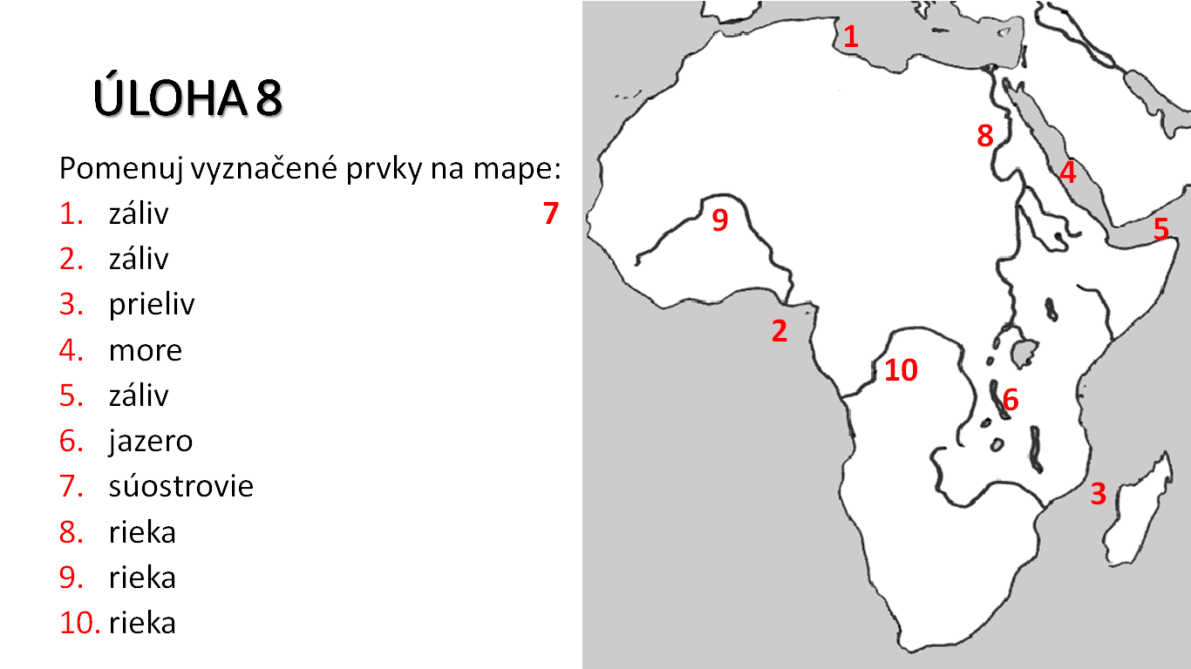 ÚLOHA 8
Pomenuj vyznačené prvky na mape:
1. záliv
7
2. záliv
3. prieliv
4. more
5. záliv
6. jazero
7. súostrovie
8. rieka
9. rieka
10. rieka
1
8
4
9
5
2
10
6
3